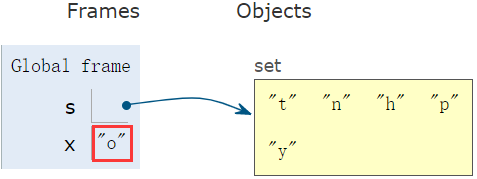 Frames Objects
Global frame
set
s
x "o"
"t" "n" "h" "p"
"y"